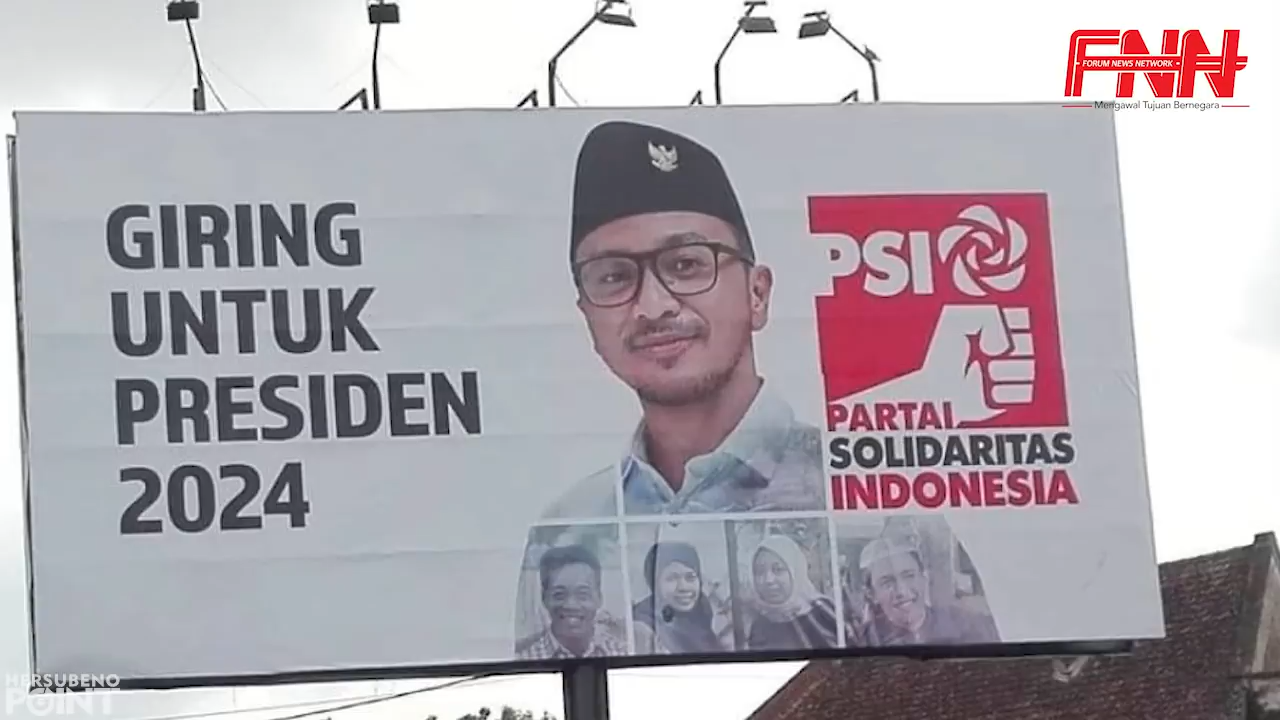 FNN
FORUM NEWS NETWORK
Mengawal Tujuan Bernegara
GIRING
UNTUK
PRESIDEN
2024
PSI
PARTAI
SOLIDARITAS
INDONESIA
HERSUBENO
POINT